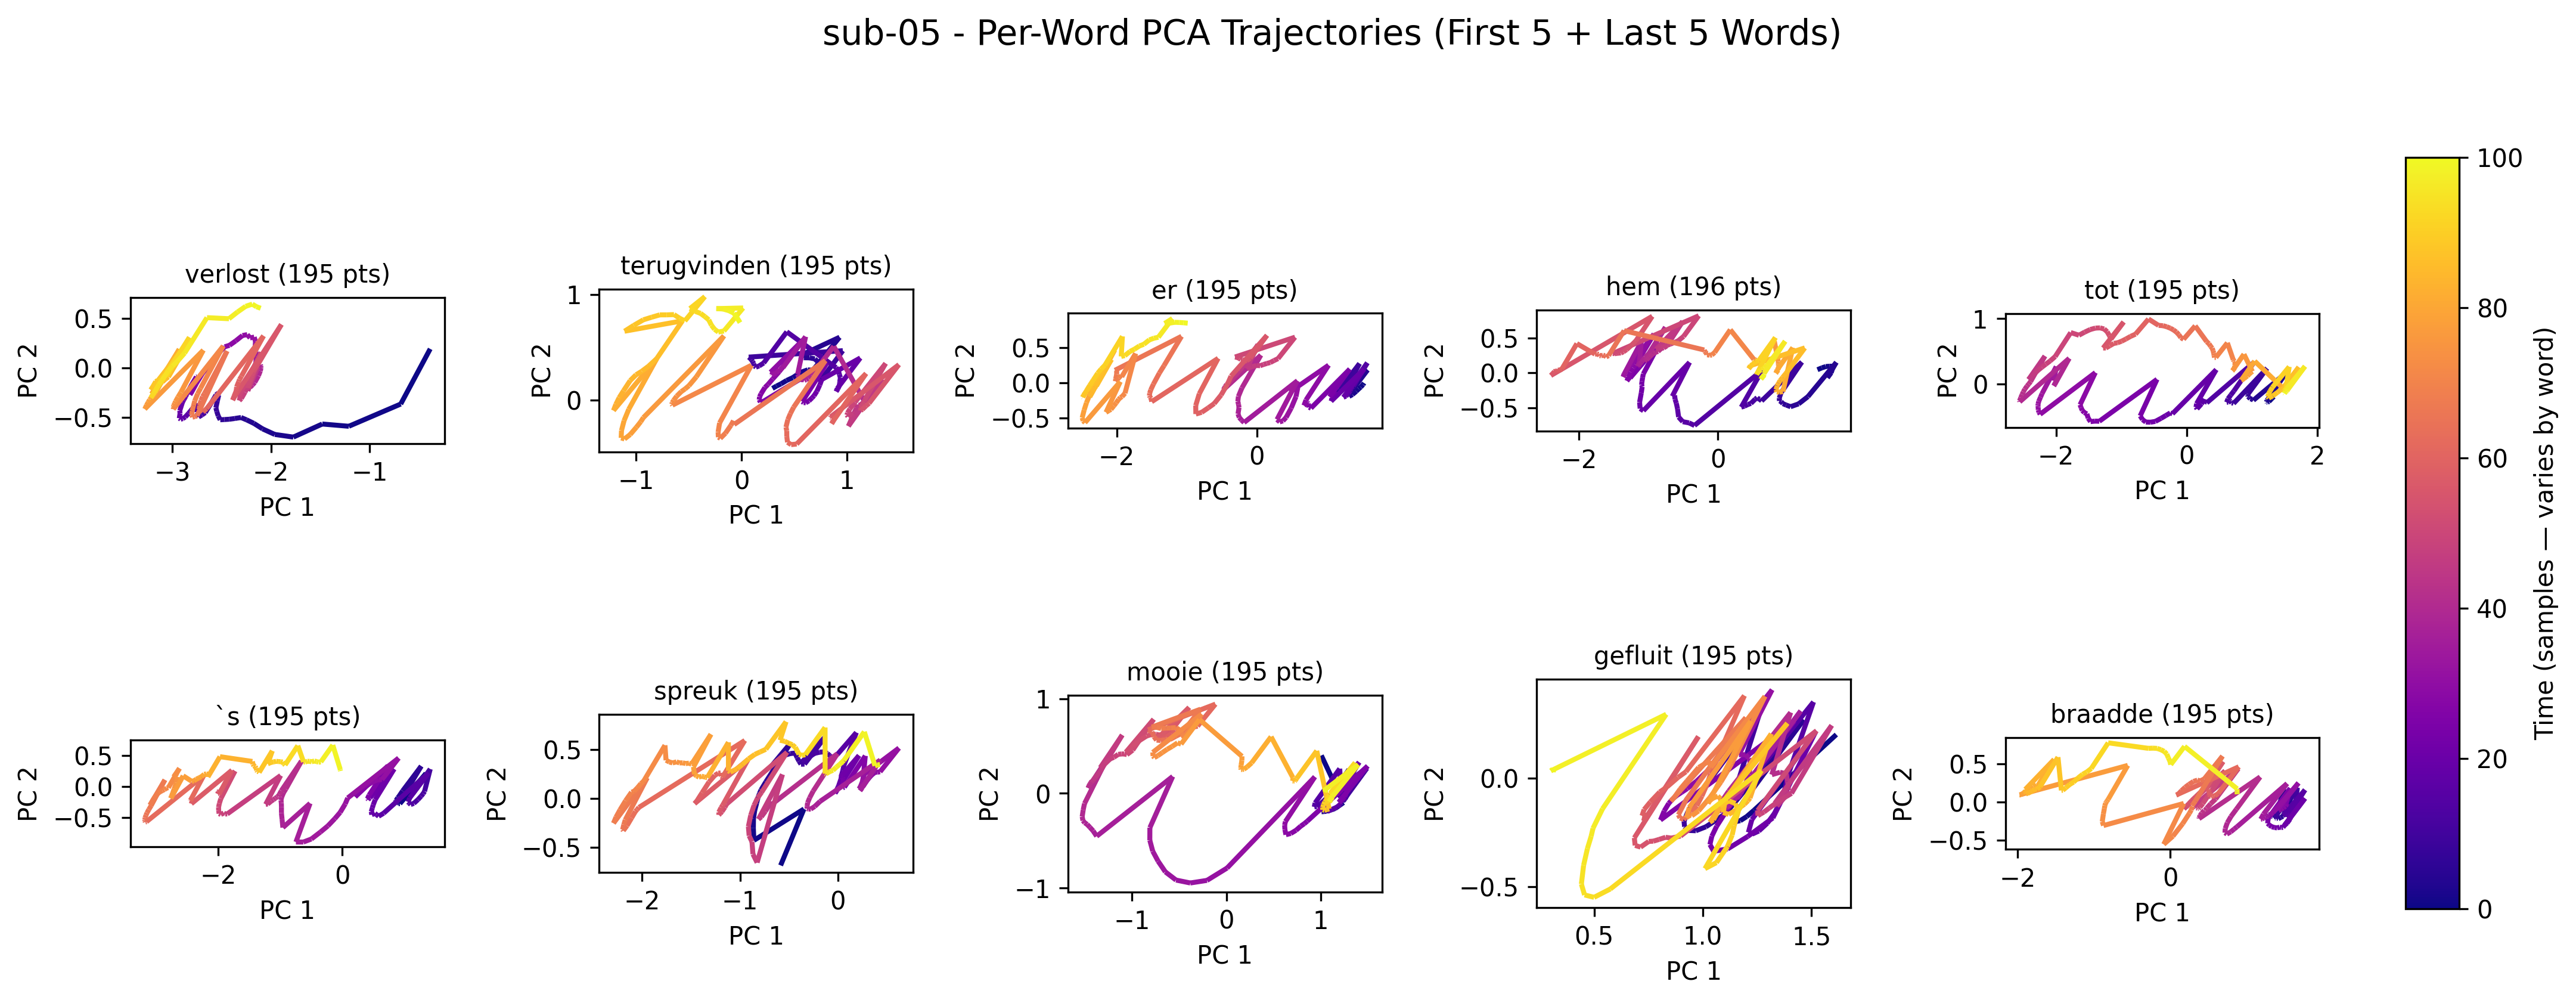 sub-05 - Per-Word PCA Trajectories (First 5 + Last 5 Words)
verlost (195 pts)
0.5
0.0
−0.5
PC 2
−3
−2
−1
PC 1
terugvinden (195 pts)
1
0
PC 2
−1
0
1
PC 1
er (195 pts)
0.5
0.0
−0.5
PC 2
−2
0
PC 1
hem (196 pts)
0.5
0.0
−0.5
PC 2
−2
0
PC 1
tot (195 pts)
1
0
PC 2
−2
0
2
PC 1
`s (195 pts)
0.5
0.0
−0.5
PC 2
−2
0
PC 1
spreuk (195 pts)
0.5
0.0
−0.5
PC 2
−2
−1
0
PC 1
mooie (195 pts)
1
0
−1
PC 2
−1
0
1
PC 1
gefluit (195 pts)
0.0
−0.5
PC 2
0.5
1.0
1.5
PC 1
braadde (195 pts)
0.5
0.0
−0.5
PC 2
−2
0
PC 1
100
80
60
40
20
0
Time (samples — varies by word)